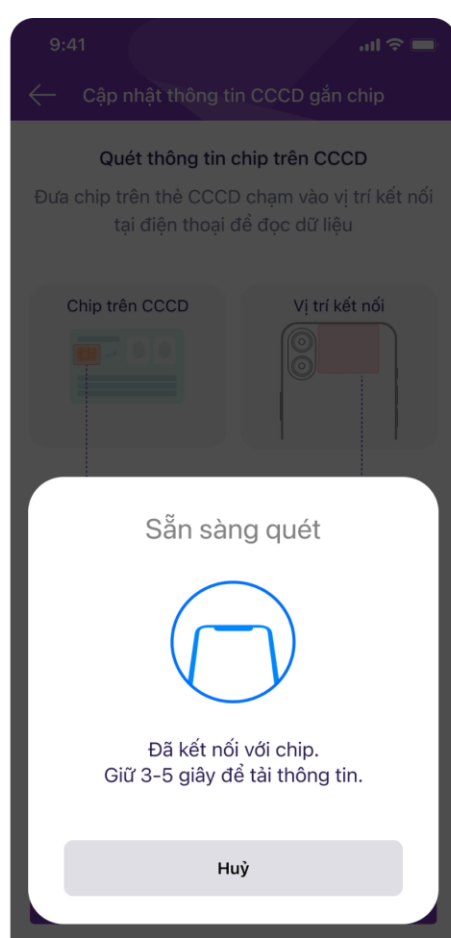 9:41
Cập nhật thông tin CCCD gắn chip
Quét thông tin chip trên CCCD
Đưa chip trên thẻ CCCD chạm vào vị trí kết nối
tại điện thoại để đọc dữ liệu
Chip trên CCCD
Vị trí kết nối
Sẵn sàng quét
Đã kết nối với chip.
Giữ 3-5 giây để tải thông tin.
Huỷ